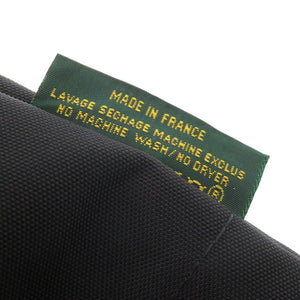 MADE IN FRANCE
LAVAGE SECHAGE MACHINE EXCLUS
NO MACHINE WASH/NO DRYER
®